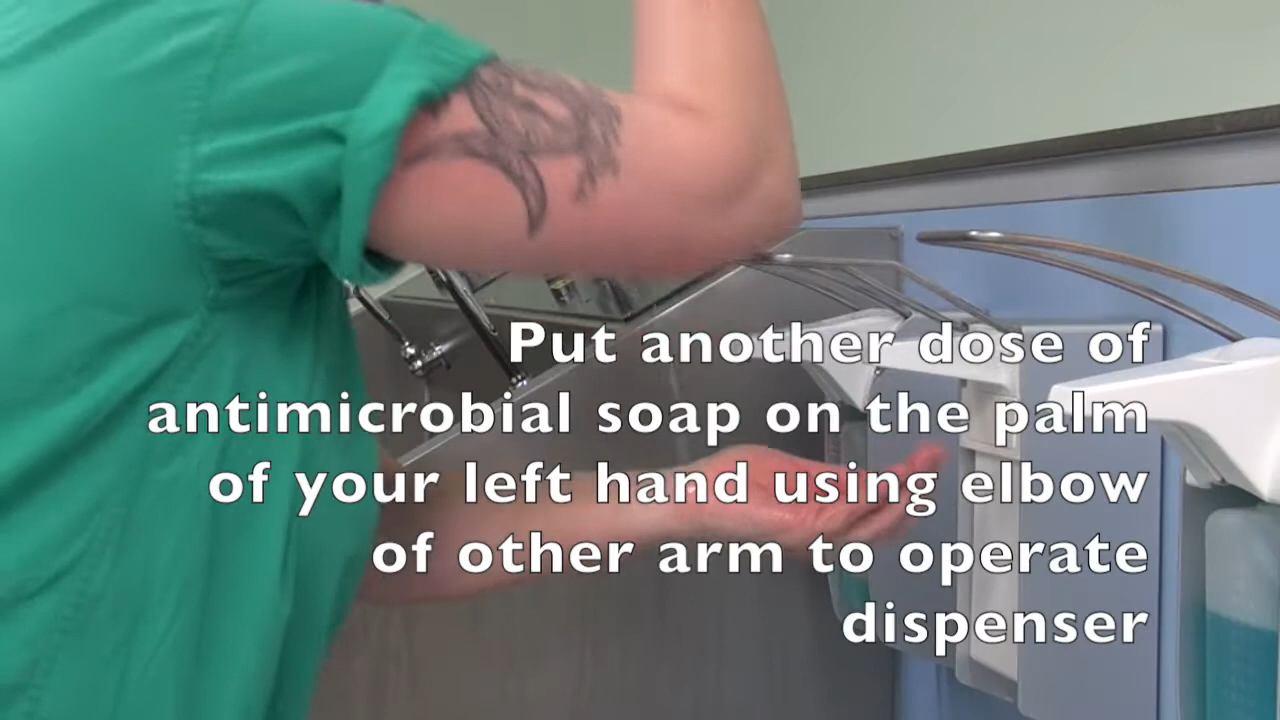 Put another dose of
antimicrobial soap on the palm
of your left hand using elbow
of other arm to operate
dispenser